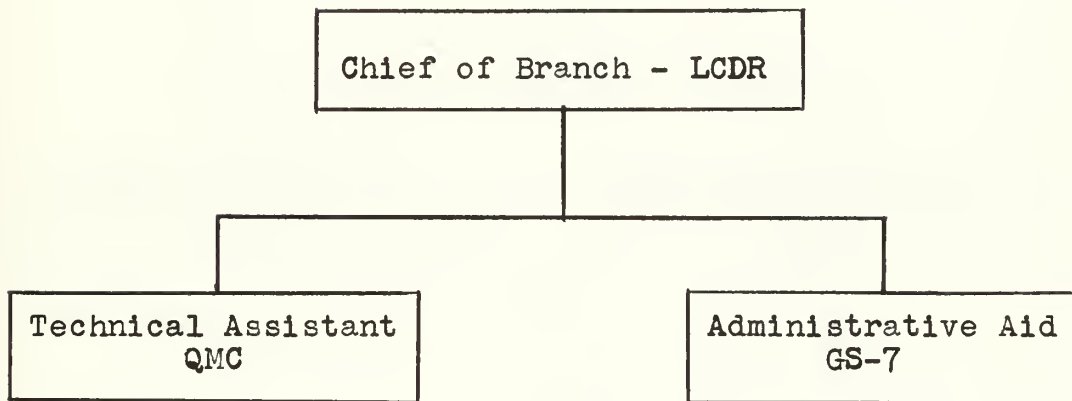 Chief of Branch - LCDR
Technical Assistant
QMC
Administrative Aid
GS-7